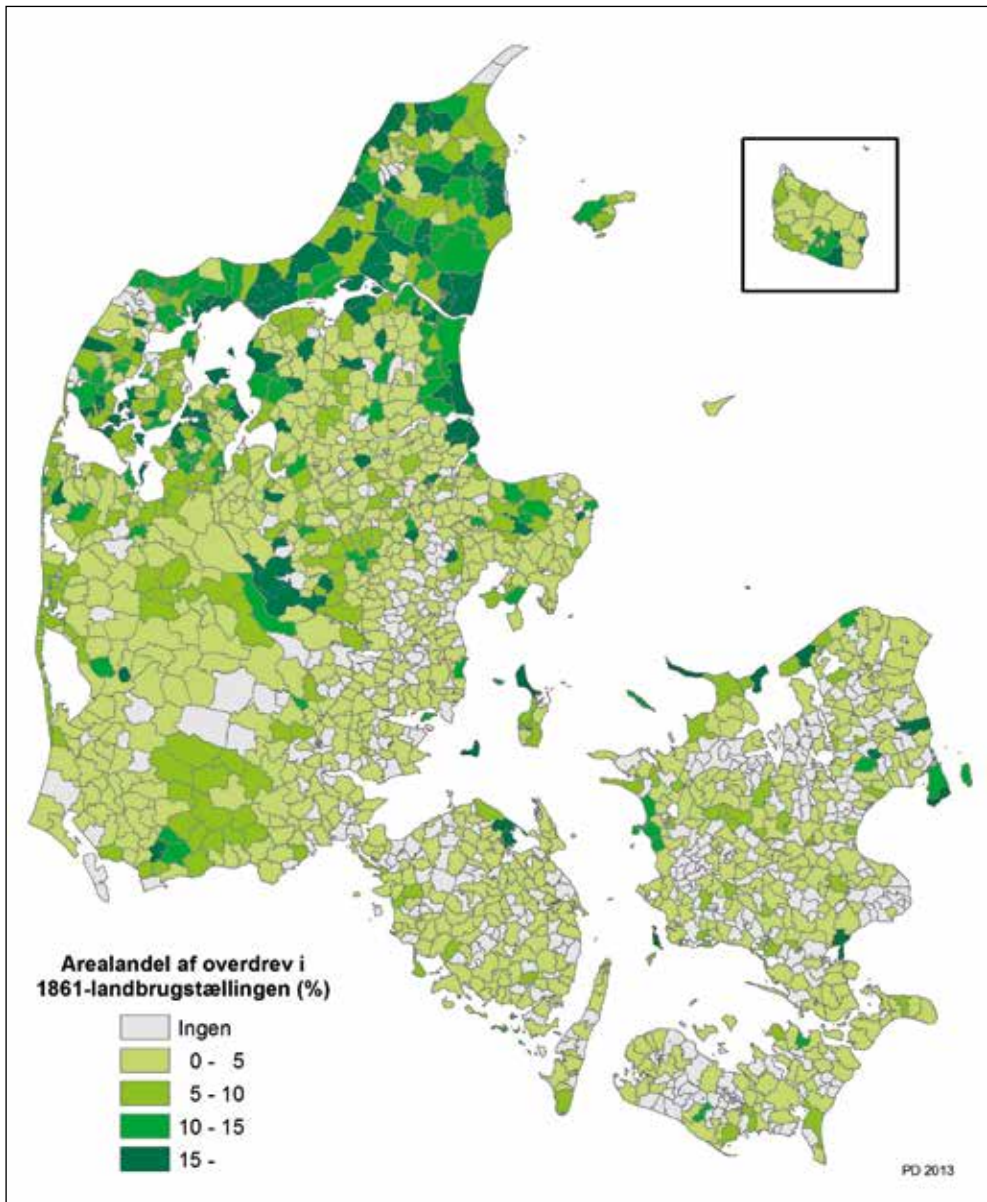 Arealandel af overdrev i
1861-landbrugstællingen (%)
Ingen
0 - 5
5 - 10
10 - 15
15 -
PD 2013